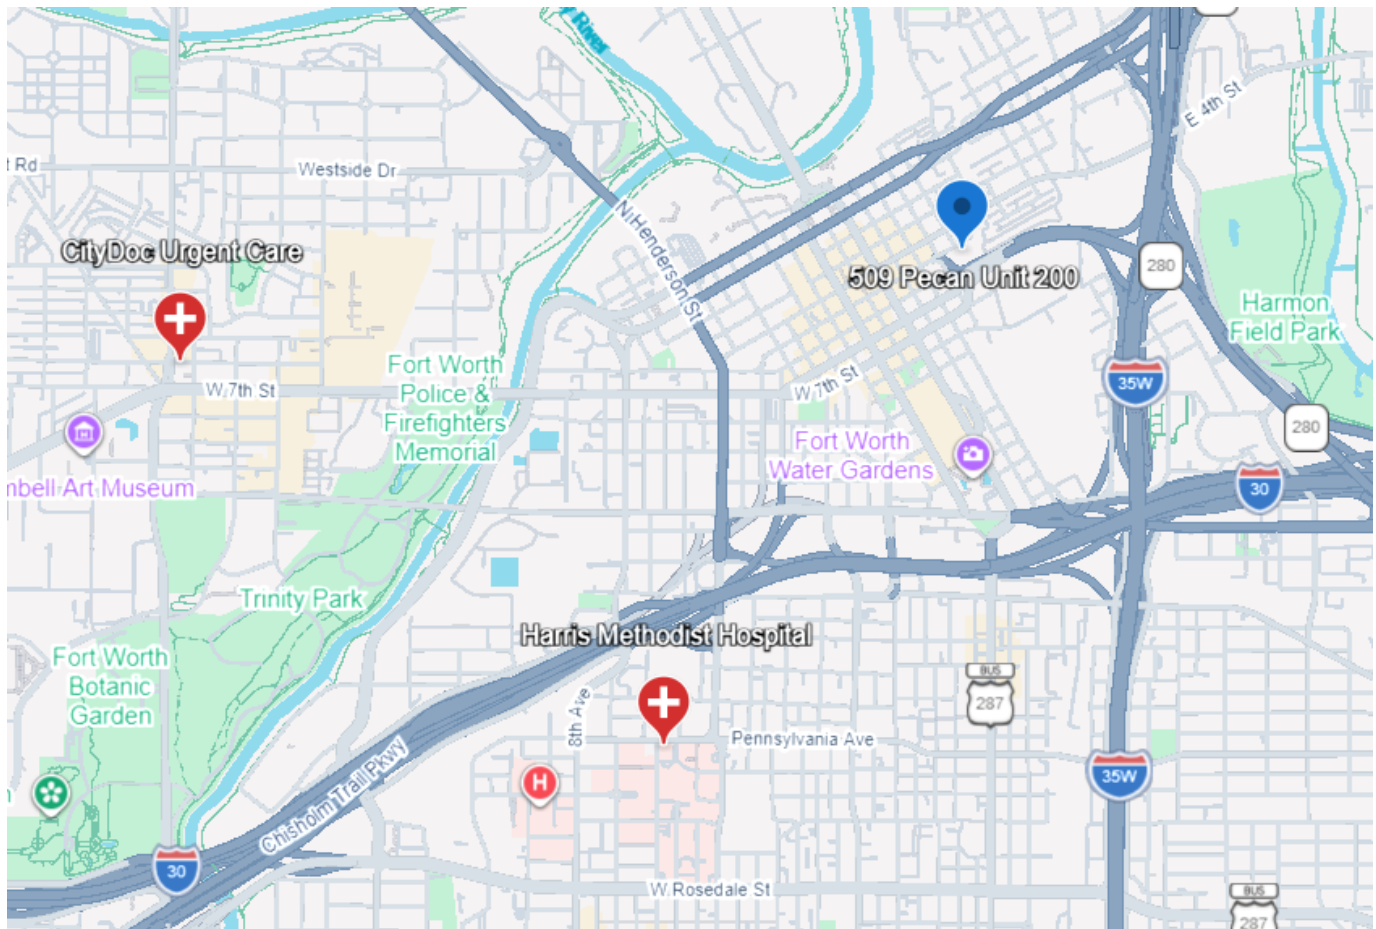 River
E 4th St
t Rd
Westside Dr
N Henderson St
CityDoc Urgent Care
509 Pecan Unit 200
280
Harmon
Field Park
35W
W 7th St
W 7th St
Fort Worth
Police &
Firefighters
Memorial
280
Fort Worth
Water Gardens
30
mbell Art Museum
Trinity Park
Harris Methodist Hospital
Fort Worth
Botanic
Garden
BUS
287
8th Ave
Pennsylvania Ave
H
35W
n
Chisholm Trail Pkwy
30
W Rosedale St
BUS
287